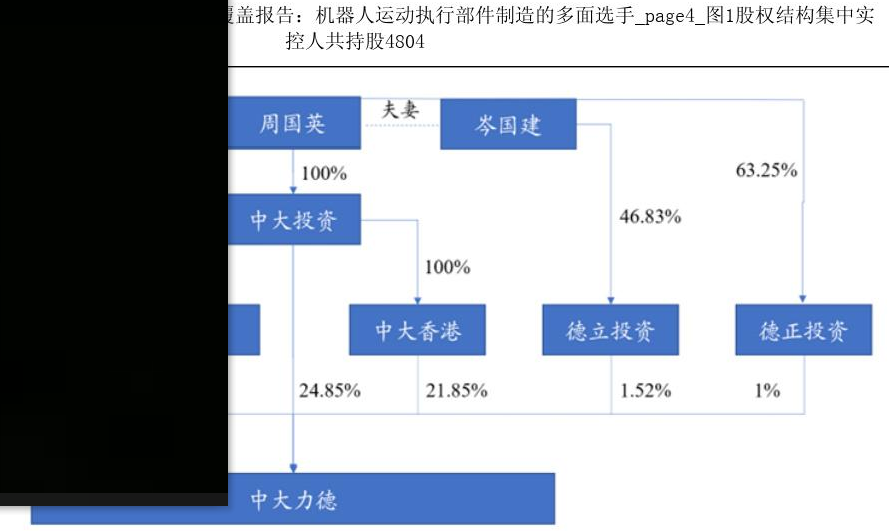 盖报告：机器人运动执行部件制造的多面选手_page4_图1股权结构集中实
控人共持股4804
周国英
夫妻
岑国建
100%
63.25%
中大投资
46.83%
100%
中大香港
德立投资
德正投资
24.85%
21.85%
1.52%
1%
中大力德